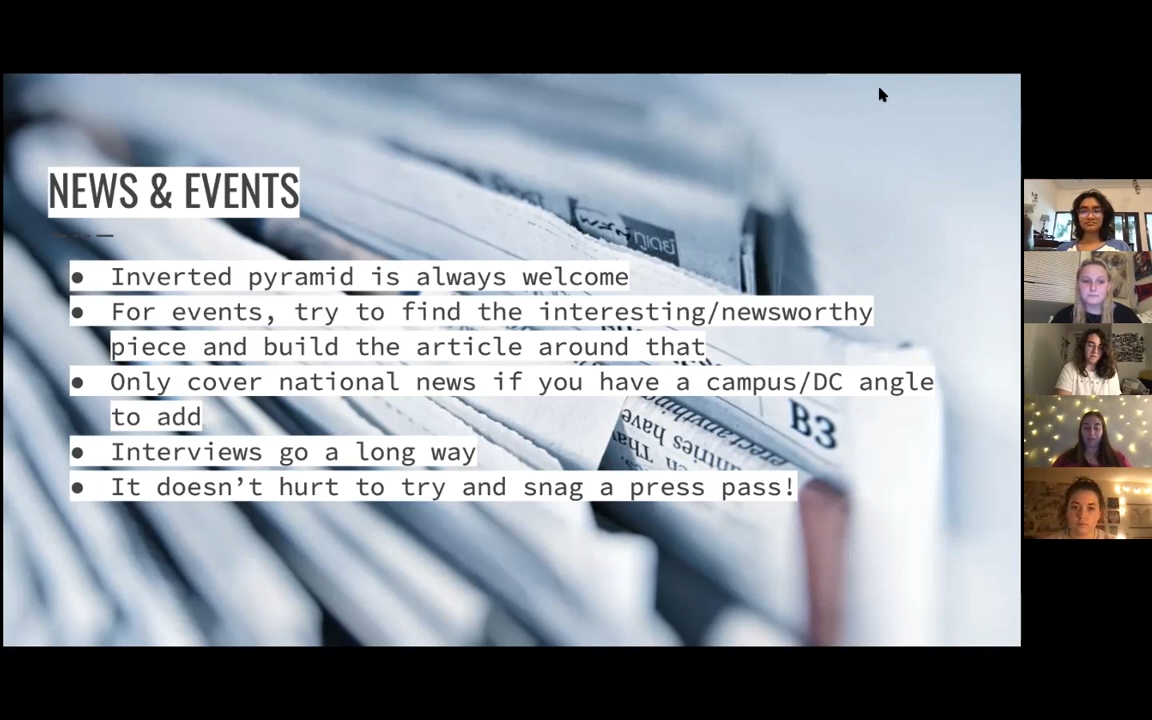 NEWS & EVENTS
● Inverted pyramid is always welcome
● For events, try to find the interesting/newsworthy
piece and build the article around that
● Only cover national news if you have a campus/DC angle
to add
● Interviews go a long way
● It doesn't hurt to try and snag a press pass!
B3